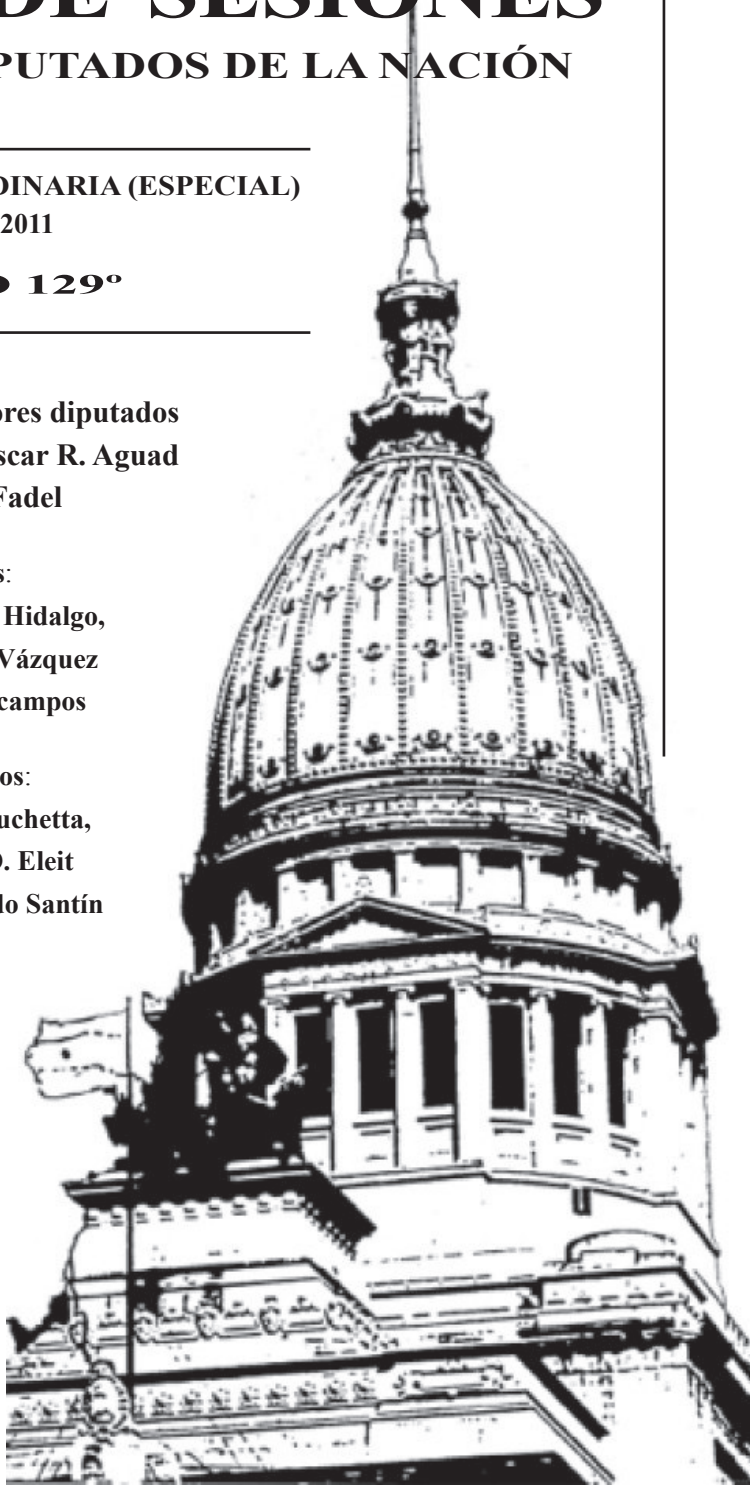 DE SESIONES
PUTADOS DE LA NACIÓN
DINARIA (ESPECIAL)
2011
129º
ores diputados
scar R. Aguad
Fadel
s:
Hidalgo,
Vázquez
campos
os:
uchetta,
D. Eleit
do Santín